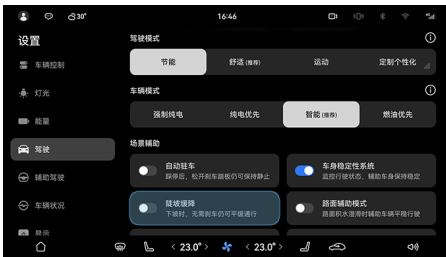 30°
16:46
设置
驾驶模式
车辆控制
节能
舒适 (推荐)
运动
定制个性化
灯光
车辆模式
能量
强制纯电
纯电优先
智能 (推荐)
燃油优先
驾驶
场景辅助
辅助驾驶
自动驻车
踩停后，松开刹车踏板仍可保持静止
车身稳定性系统
监控行驶状态，辅助车身保持稳定
车辆状况
陡坡缓降
下坡时，无需刹车仍可平缓通行
路面辅助模式
路面积水湿滑时辅助车辆平稳行驶
显示
< 23.0° >
< 23.0° >